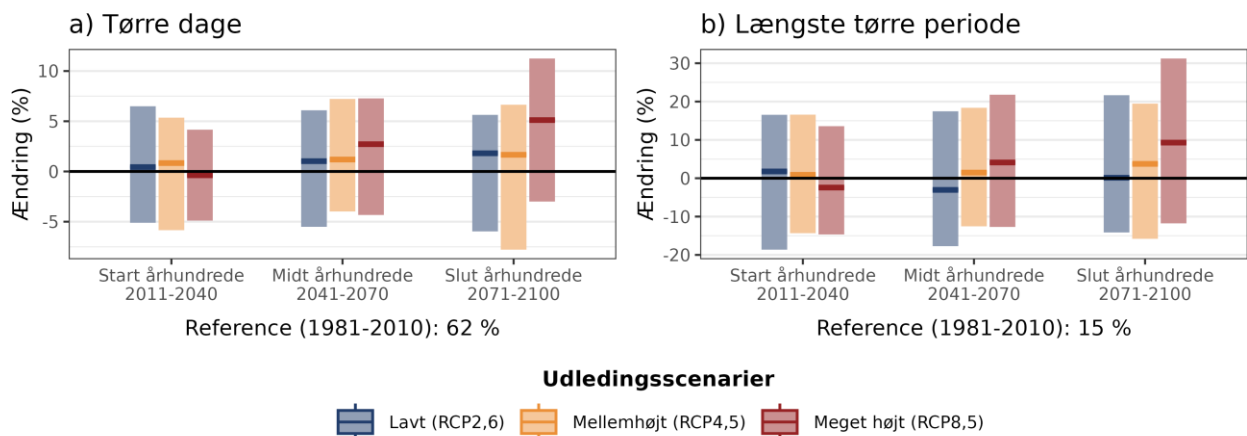 a) Tørre dage
Ændring (%)
10
5
0
-5
Start århundrede
2011-2040
Midt århundrede
2041-2070
Slut århundrede
2071-2100
Reference (1981-2010): 62 %
b) Længste tørre periode
Ændring (%)
30
20
10
0
-10
-20
Start århundrede
2011-2040
Midt århundrede
2041-2070
Slut århundrede
2071-2100
Reference (1981-2010): 15 %
Udledingsscenarier
Lavt (RCP2,6)
Mellemhøjt (RCP4,5)
Meget højt (RCP8,5)